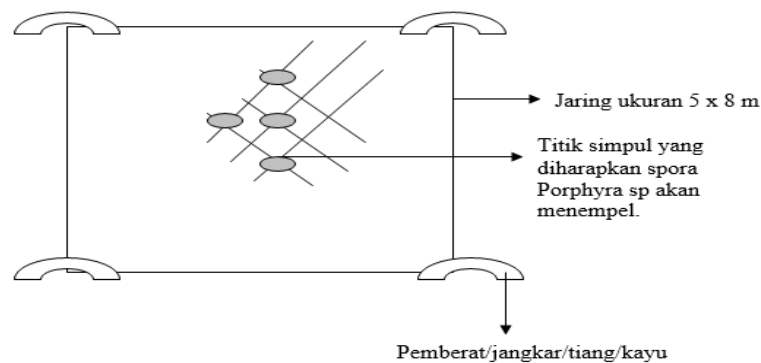 Jaring ukuran 5 x 8 m
Titik simpul yang
diharapkan spora
Porphyra sp akan
menempel.
Pemberat/jangkar/tiang/kayu